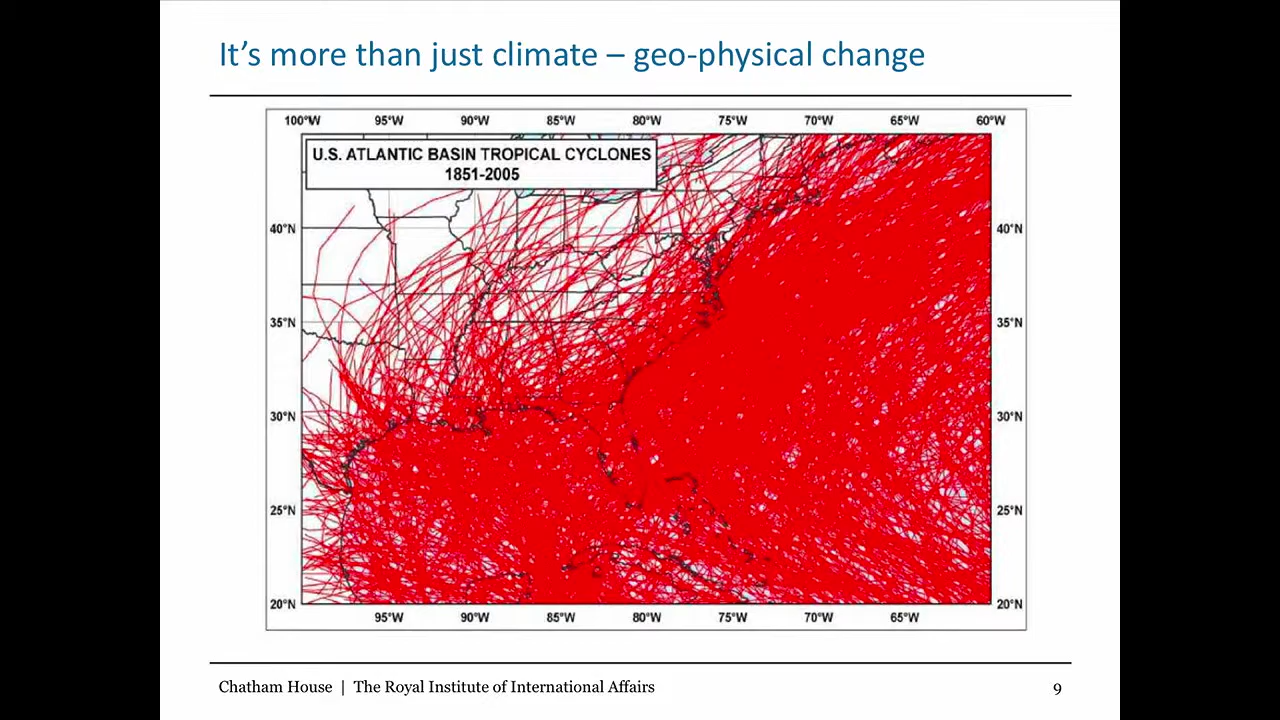 It’s more than just climate – geo-physical change
100°W 95°W 90°W 85°W 80°W 75°W 70°W 65°W 60°W
U.S. ATLANTIC BASIN TROPICAL CYCLONES
1851-2005
40°N 40°N
35°N 35°N
30°N 30°N
25°N 25°N
20°N 20°N
95°W 90°W 85°W 80°W 75°W 70°W 65°W
Chatham House | The Royal Institute of International Affairs 9